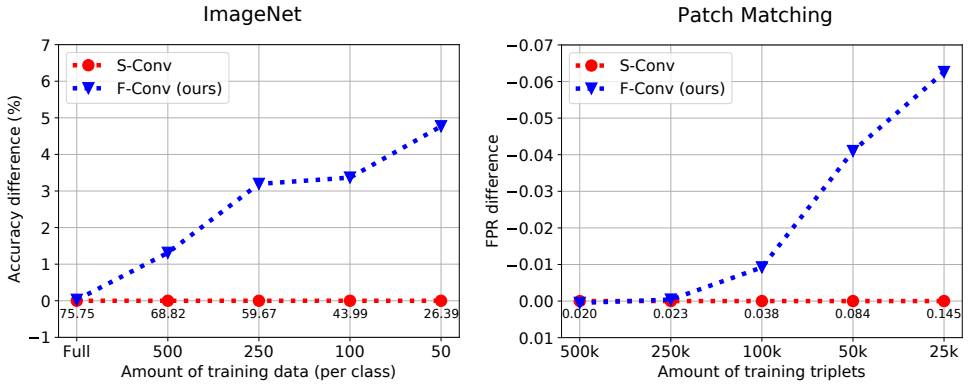 ImageNet
7
6
5
4
3
2
1
0
−1
Accuracy difference (%)
S-Conv
F-Conv (ours)
75.75 68.82 59.67 43.99 26.39
Full 500 250 100 50
Amount of training data (per class)
Patch Matching
−0.07
−0.06
−0.05
−0.04
−0.03
−0.02
−0.01
0.00
0.01
FPR difference
S-Conv
F-Conv (ours)
0.020 0.023 0.038 0.084 0.145
500k 250k 100k 50k 25k
Amount of training triplets